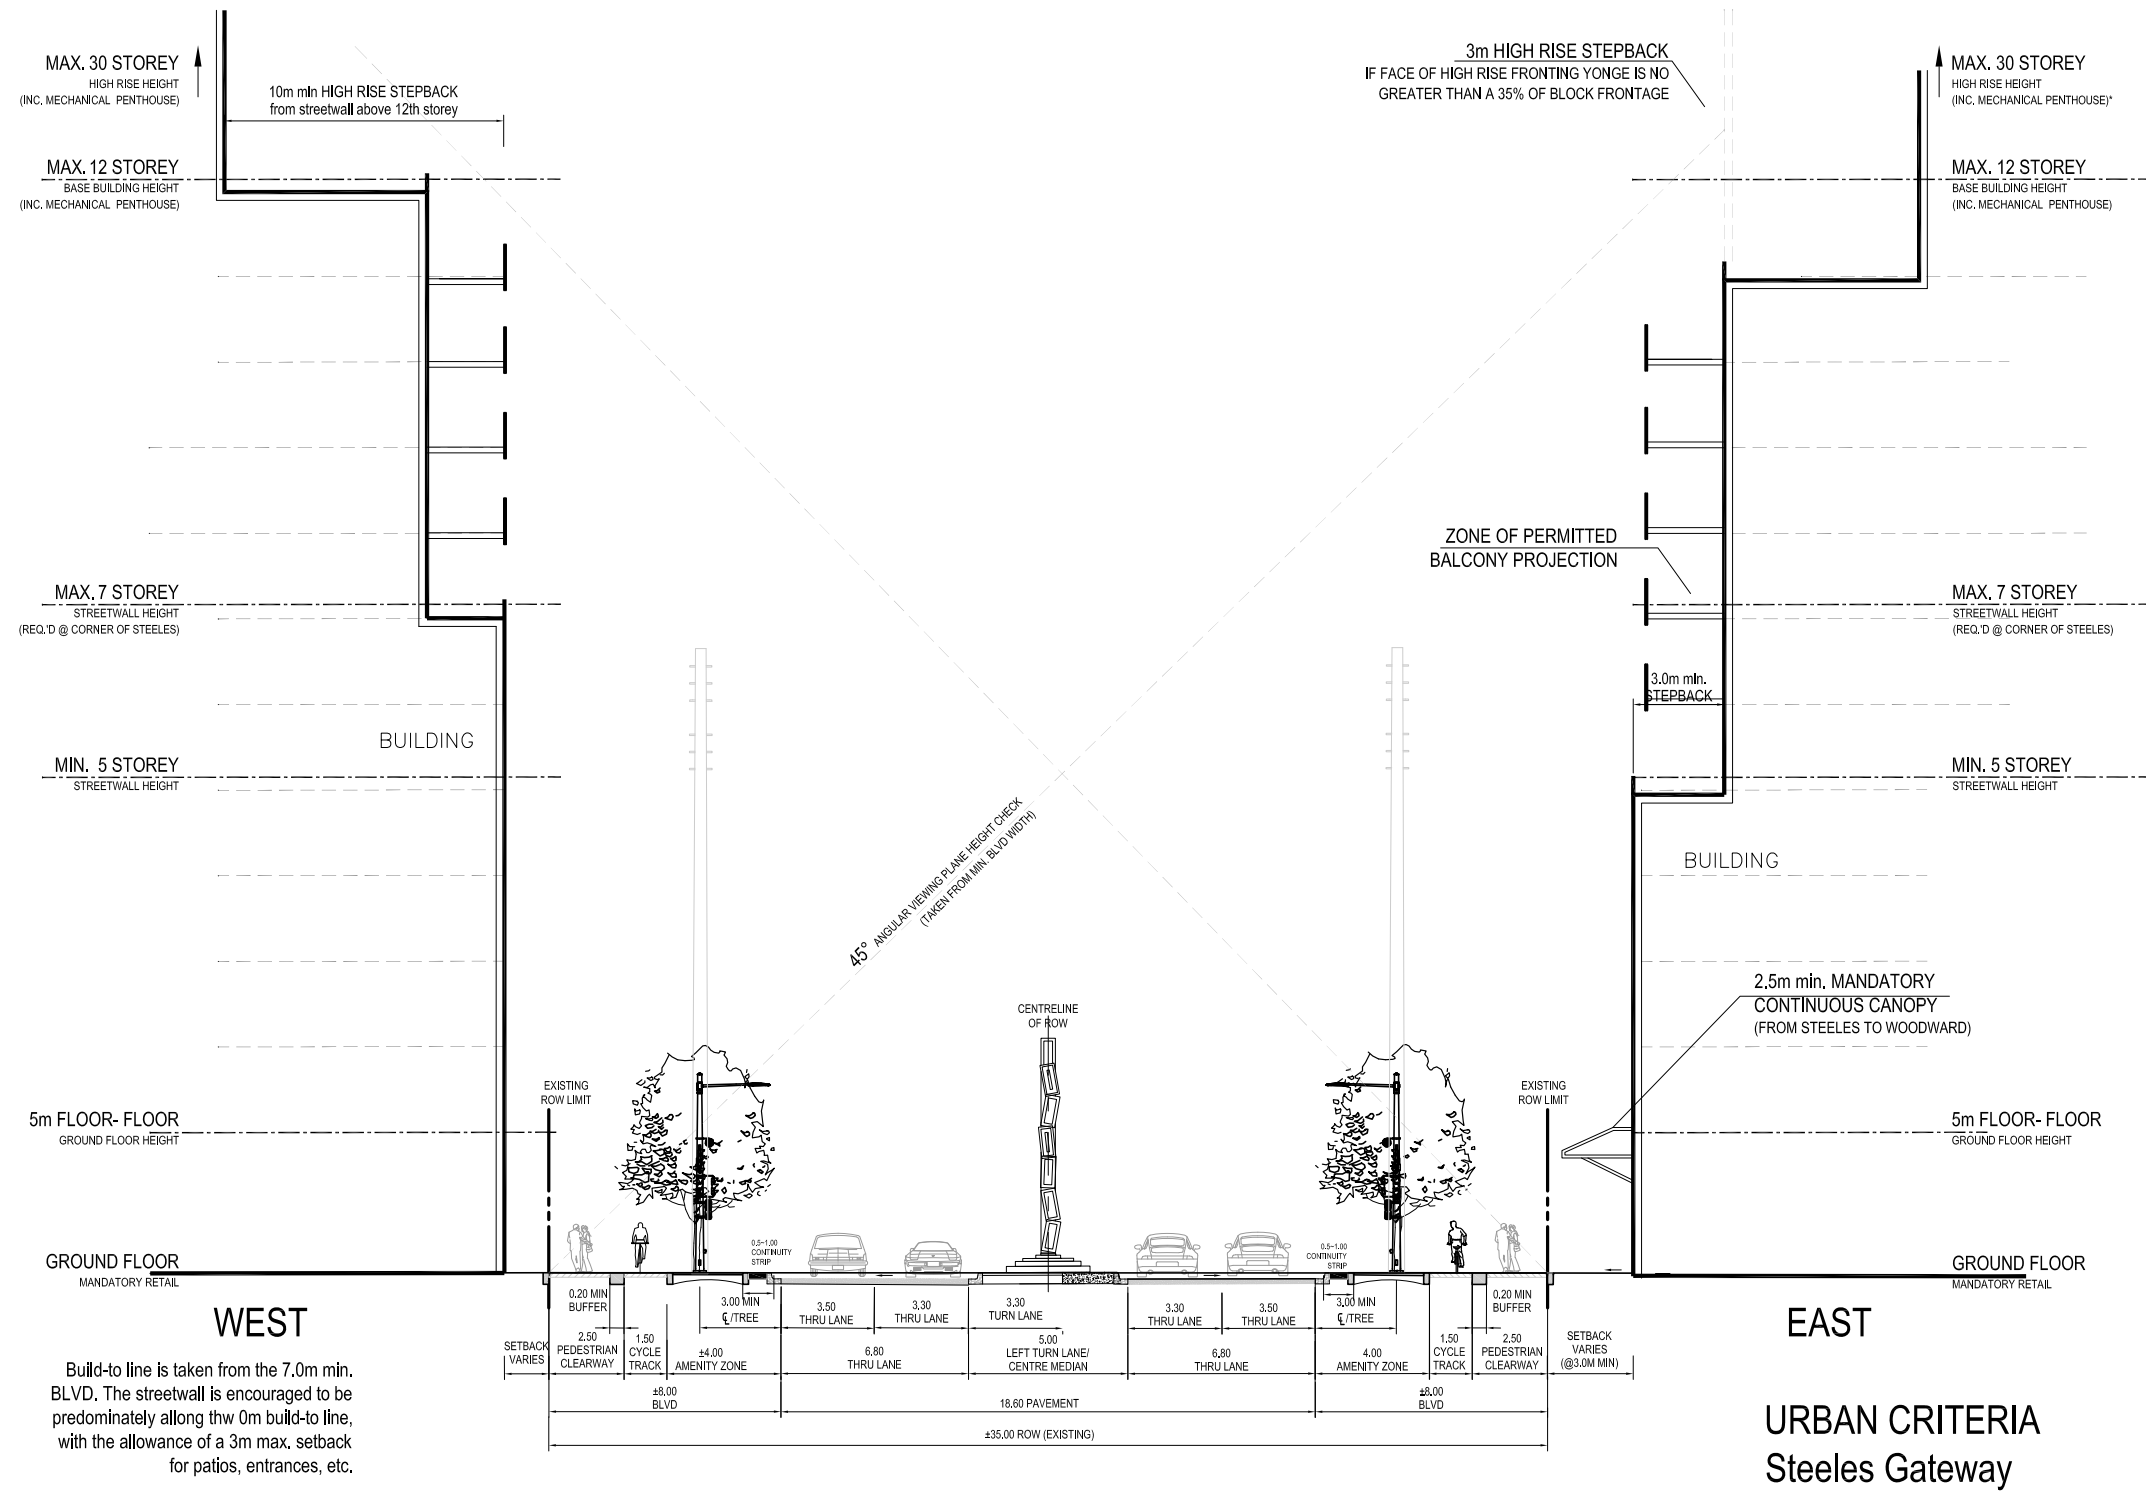 MAX. 30 STOREY
HIGH RISE HEIGHT
(INC. MECHANICAL PENTHOUSE)
10m min HIGH RISE STEPBACK
from streetwall above 12th storey
3m HIGH RISE STEPBACK
IF FACE OF HIGH RISE FRONTING YONGE IS NO
GREATER THAN A 35% OF BLOCK FRONTAGE
MAX. 30 STOREY
HIGH RISE HEIGHT
(INC. MECHANICAL PENTHOUSE)*
MAX. 12 STOREY
BASE BUILDING HEIGHT
(INC. MECHANICAL PENTHOUSE)
MAX. 12 STOREY
BASE BUILDING HEIGHT
(INC. MECHANICAL PENTHOUSE)
ZONE OF PERMITTED
BALCONY PROJECTION
MAX. 7 STOREY
STREETWALL HEIGHT
(REQ.'D @ CORNER OF STEELES)
MAX. 7 STOREY
STREETWALL HEIGHT
(REQ.'D @ CORNER OF STEELES)
3.0m min.
STEPBACK
BUILDING
MIN. 5 STOREY
STREETWALL HEIGHT
MIN. 5 STOREY
STREETWALL HEIGHT
45° ANGULAR VIEWING PLANE HEIGHT CHECK
(TAKEN FROM MIN. BLVD WIDTH)
BUILDING
2.5m min. MANDATORY
CONTINUOUS CANOPY
(FROM STEELES TO WOODWARD)
CENTRELINE
OF ROW
EXISTING
ROW LIMIT
EXISTING
ROW LIMIT
5m FLOOR- FLOOR
GROUND FLOOR HEIGHT
5m FLOOR- FLOOR
GROUND FLOOR HEIGHT
0.5-1.00
CONTINUITY
STRIP
0.5-1.00
CONTINUITY
STRIP
GROUND FLOOR
MANDATORY RETAIL
GROUND FLOOR
MANDATORY RETAIL
0.20 MIN
BUFFER
3.00 MIN
℄ /TREE
3.50
THRU LANE
3.30
THRU LANE
3.30
TURN LANE
3.30
THRU LANE
3.50
THRU LANE
3.00 MIN
℄ /TREE
0.20 MIN
BUFFER
SETBACK
VARIES
2.50
PEDESTRIAN
CLEARWAY
1.50
CYCLE
TRACK
±4.00
AMENITY ZONE
6.80
THRU LANE
5.00
LEFT TURN LANE/
CENTRE MEDIAN
6.80
THRU LANE
4.00
AMENITY ZONE
1.50
CYCLE
TRACK
2.50
PEDESTRIAN
CLEARWAY
SETBACK
VARIES
(@3.0M MIN)
±8.00
BLVD
18.60 PAVEMENT
±8.00
BLVD
±35.00 ROW (EXISTING)
WEST
Build-to line is taken from the 7.0m min.
BLVD. The streetwall is encouraged to be
predominately allong thw 0m build-to line,
with the allowance of a 3m max. setback
for patios, entrances, etc.
EAST
URBAN CRITERIA
Steeles Gateway